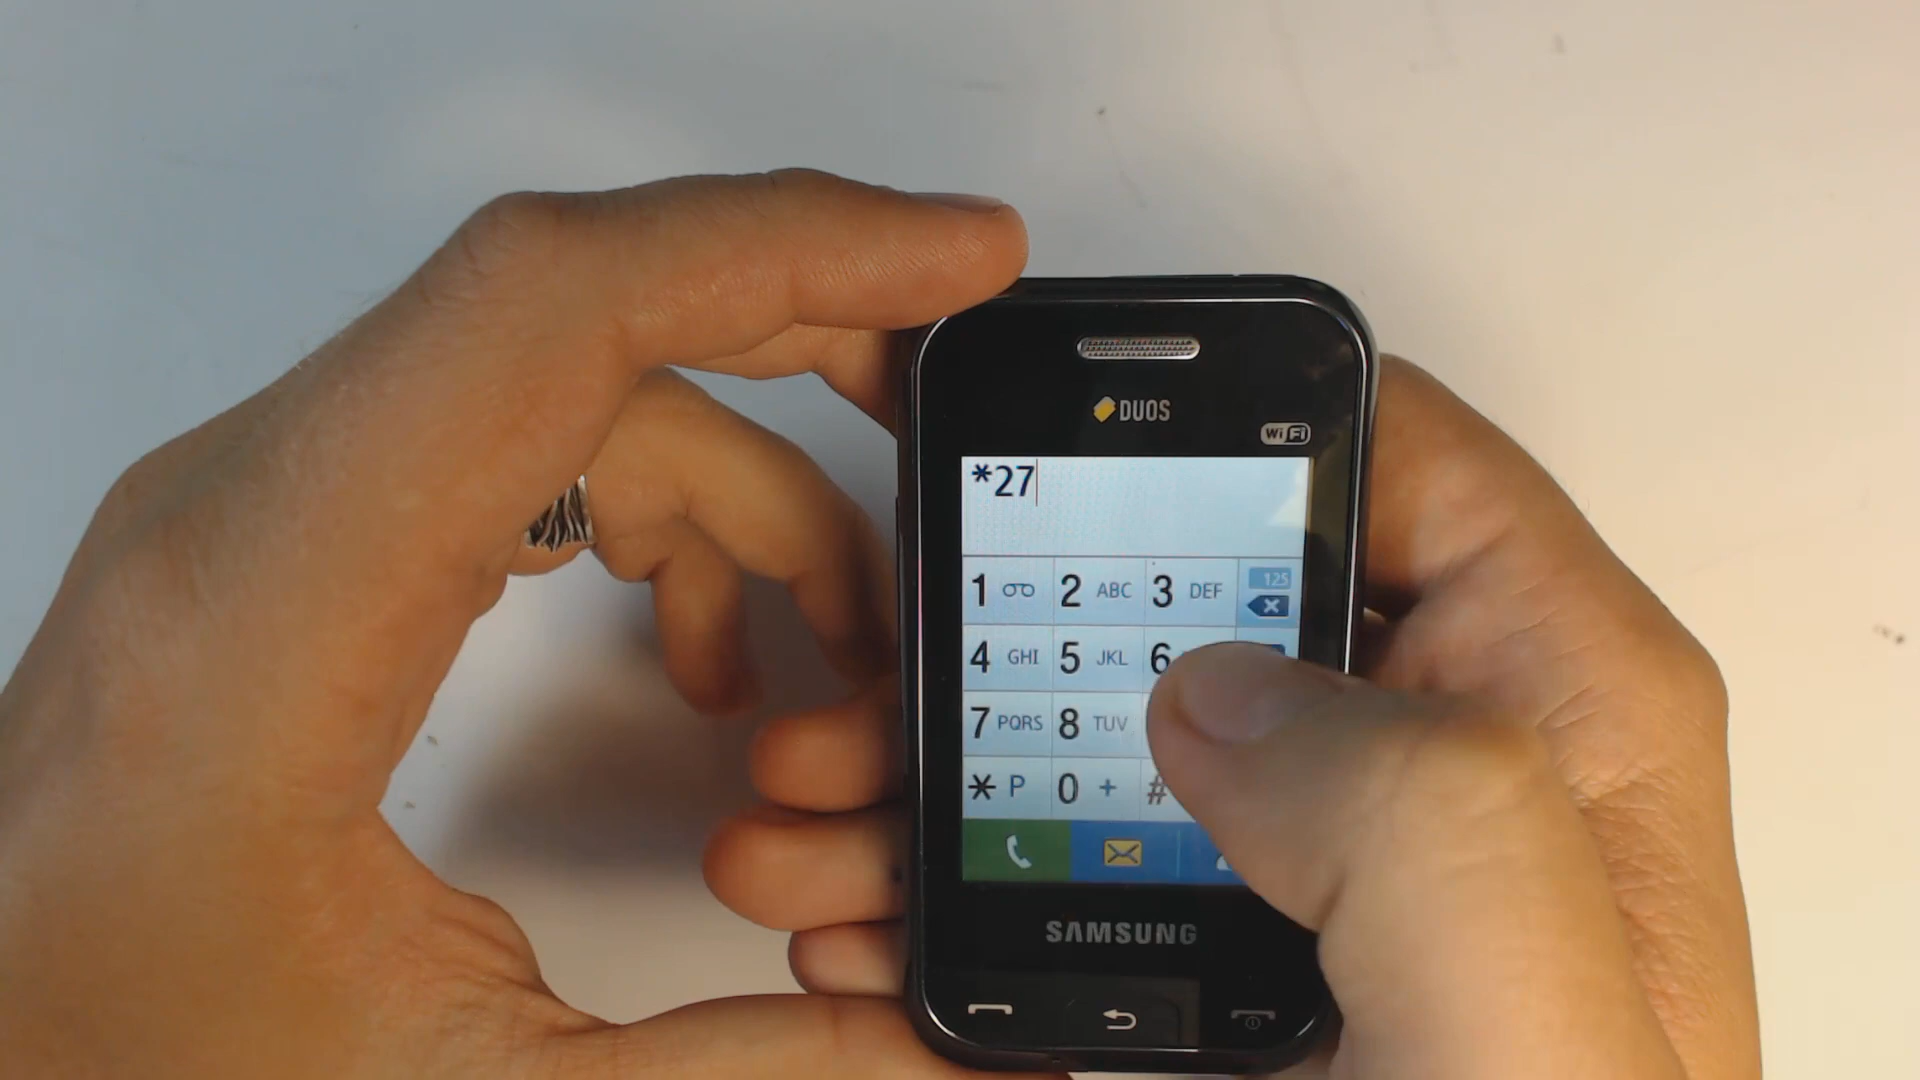 DUOS
WiFi
*27
1 2 ABC 3 DEF 125
4 GHI 5 JKL 6
7 PQRS 8 TUV
* P 0 + #
SAMSUNG